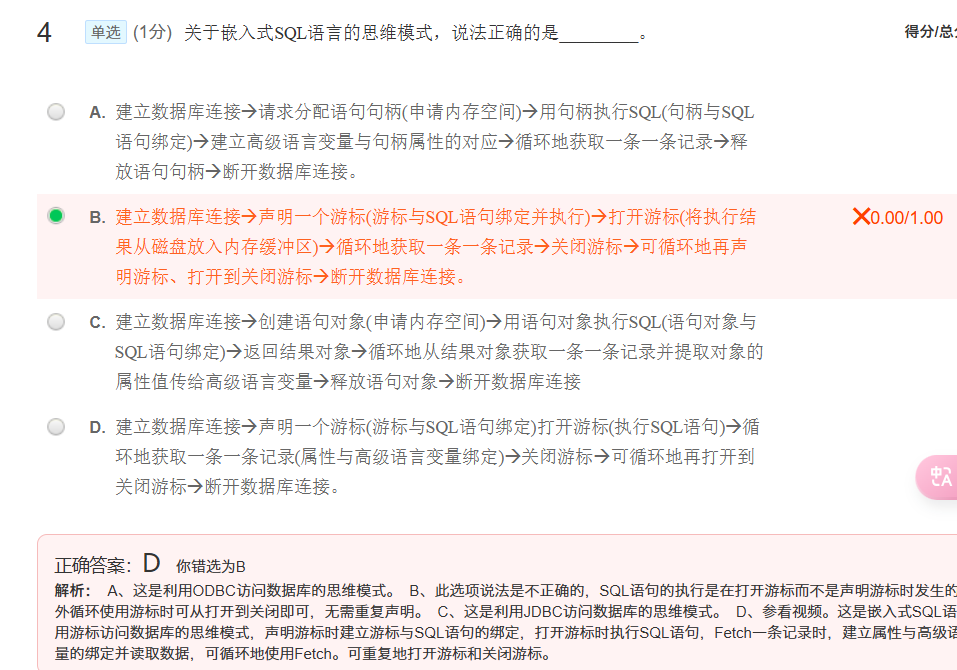 4 单选 (1分) 关于嵌入式SQL语言的思维模式，说法正确的是_________。 得分/总
A. 建立数据库连接→请求分配语句句柄(申请内存空间)→用句柄执行SQL(句柄与SQL
语句绑定)→建立高级语言变量与句柄属性的对应→循环地获取一条一条记录→释
放语句句柄→断开数据库连接。
B. 建立数据库连接→声明一个游标(游标与SQL语句绑定并执行)→打开游标(将执行结 ❌0.00/1.00
果从磁盘放入内存缓冲区)→循环地获取一条一条记录→关闭游标→可循环地再声
明游标、打开到关闭游标→断开数据库连接。
C. 建立数据库连接→创建语句对象(申请内存空间)→用语句对象执行SQL(语句对象与
SQL语句绑定)→返回结果对象→循环地从结果对象获取一条一条记录并提取对象的
属性值传给高级语言变量→释放语句对象→断开数据库连接
D. 建立数据库连接→声明一个游标(游标与SQL语句绑定)打开游标(执行SQL语句)→循
环地获取一条一条记录(属性与高级语言变量绑定)→关闭游标→可循环地再打开到
关闭游标→断开数据库连接。
中A
正确答案：D 你错选为B
解析： A、这是利用ODBC访问数据库的思维模式。 B、此选项说法是不正确的，SQL语句的执行是在打开游标而不是声明游标时发生的
外循环使用游标时可从打开到关闭即可，无需重复声明。 C、这是利用JDBC访问数据库的思维模式。 D、参看视频。这是嵌入式SQL语
用游标访问数据库的思维模式，声明游标时建立游标与SQL语句的绑定，打开游标时执行SQL语句，Fetch一条记录时，建立属性与高级语
量的绑定并读取数据，可循环地使用Fetch。可重复地打开游标和关闭游标。